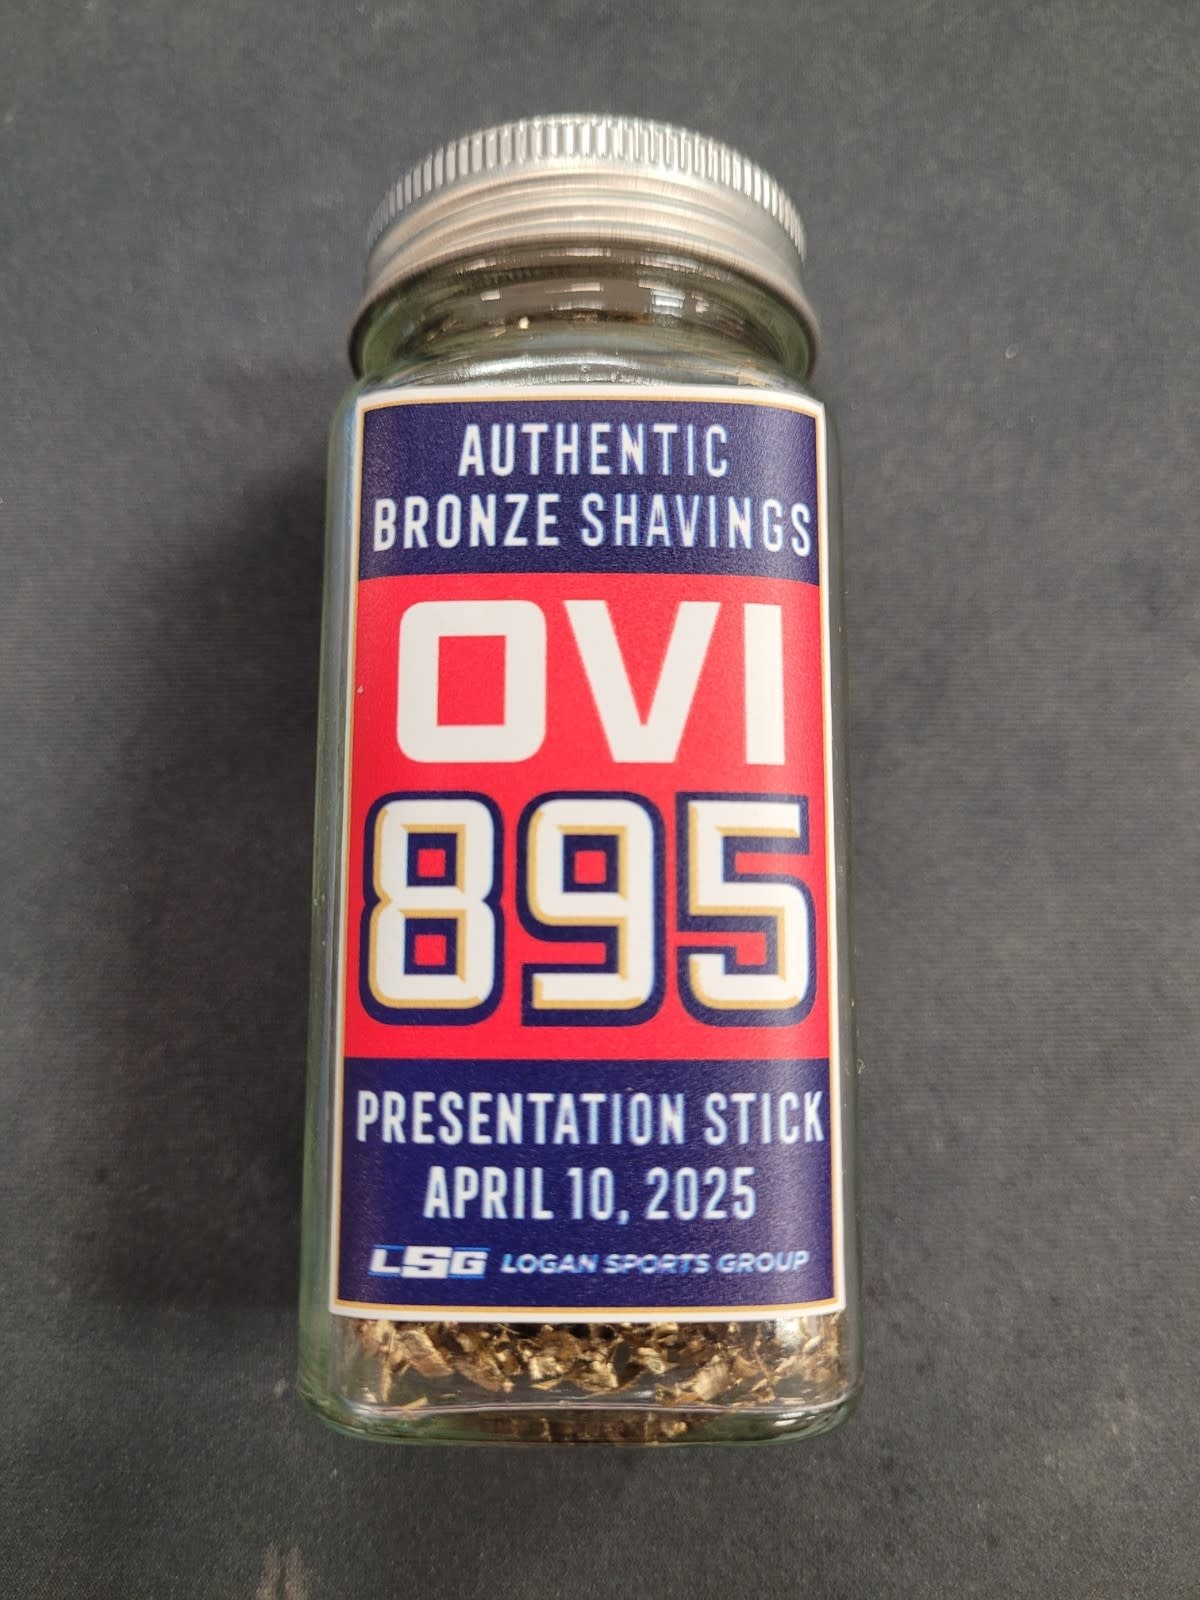 AUTHENTIC
BRONZE SHAVINGS
OVI
895
PRESENTATION STICK
APRIL 10, 2025
LSG LOGAN SPORTS GROUP